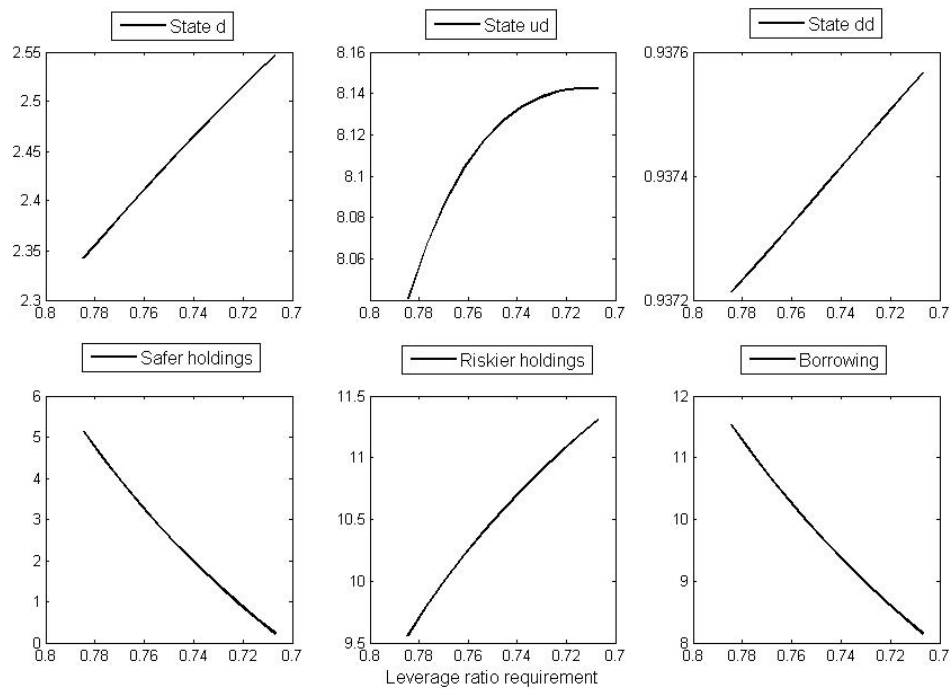 State d
State ud
State dd
2.55
2.5
2.45
2.4
2.35
2.3
0.8 0.78 0.76 0.74 0.72 0.7
8.16
8.14
8.12
8.1
8.08
8.06
0.8 0.78 0.76 0.74 0.72 0.7
0.9376
0.9374
0.9372
0.8 0.78 0.76 0.74 0.72 0.7
Safer holdings
Riskier holdings
Borrowing
6
5
4
3
2
1
0
0.8 0.78 0.76 0.74 0.72 0.7
11.5
11
10.5
10
9.5
0.8 0.78 0.76 0.74 0.72 0.7
12
11
10
9
8
0.8 0.78 0.76 0.74 0.72 0.7
Leverage ratio requirement